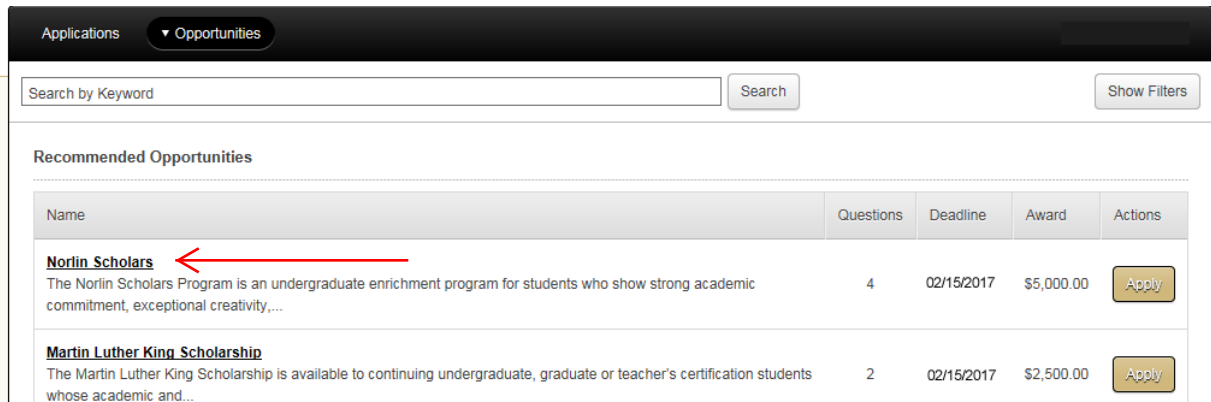 Applications ▾ Opportunities
Search by Keyword Search Show Filters
Recommended Opportunities
Name Questions Deadline Award Actions
Norlin Scholars
The Norlin Scholars Program is an undergraduate enrichment program for students who show strong academic
commitment, exceptional creativity,...
4 02/15/2017 $5,000.00 Apply
Martin Luther King Scholarship
The Martin Luther King Scholarship is available to continuing undergraduate, graduate or teacher's certification students
whose academic and...
2 02/15/2017 $2,500.00 Apply